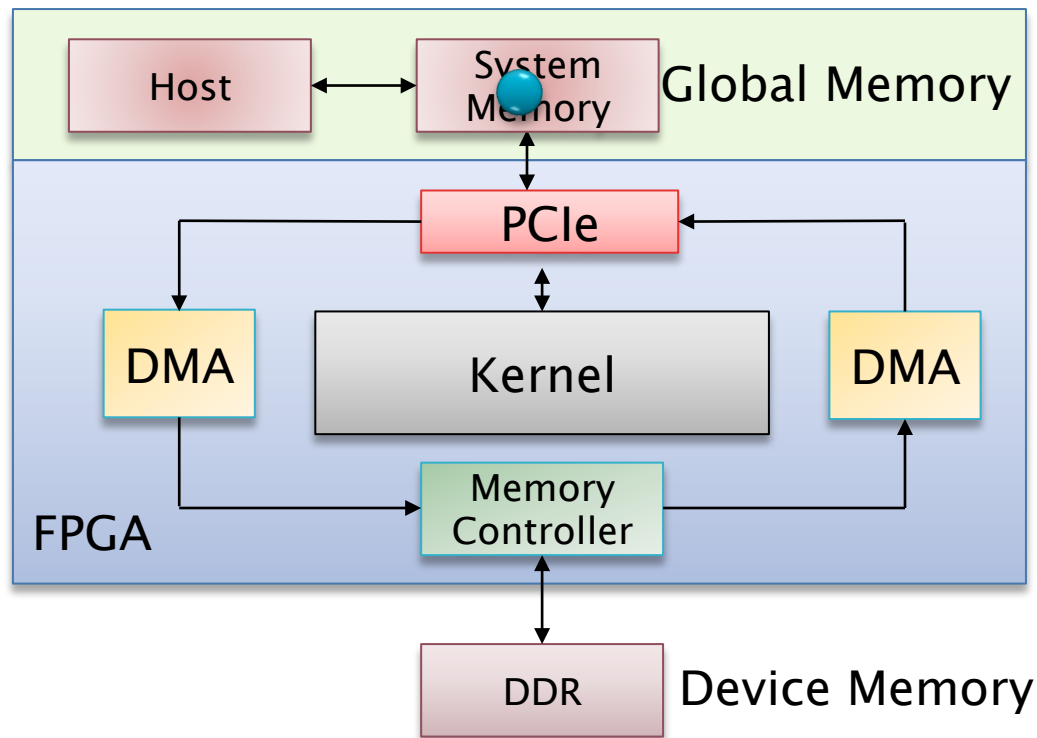 Host
System
Memory
Global Memory
PCIe
DMA
Kernel
DMA
Memory
Controller
FPGA
DDR
Device Memory